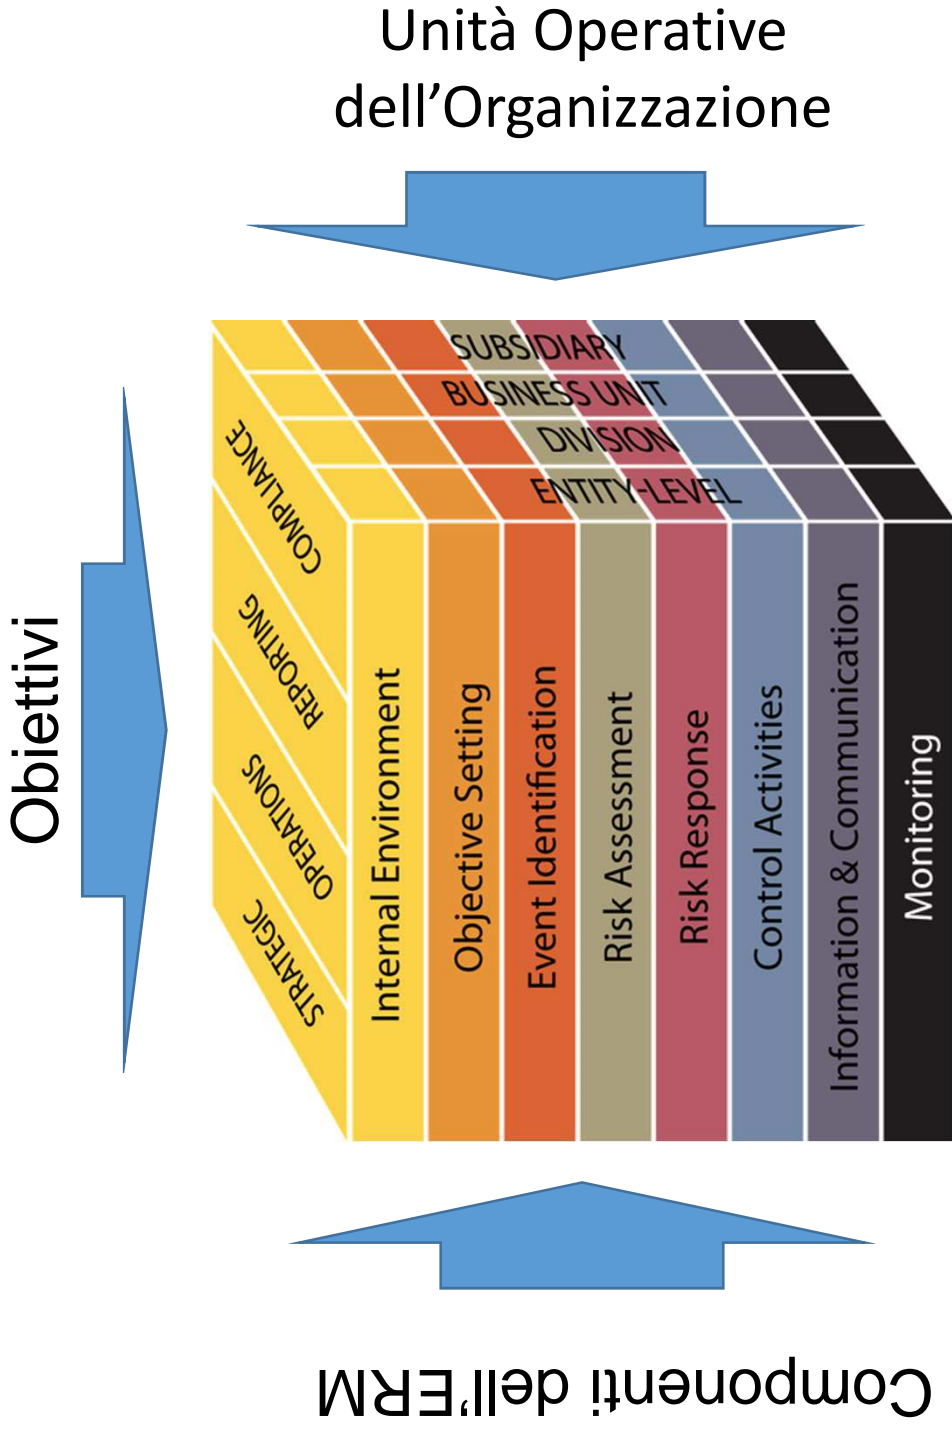 Unità Operative
dell’Organizzazione
SUBSIDIARY
BUSINESS UNIT
DIVISION
ENTITY-LEVEL
Obiettivi
COMPLIANCE
REPORTING
OPERATIONS
STRATEGIC
Internal Environment
Objective Setting
Event Identification
Risk Assessment
Risk Response
Control Activities
Information & Communication
Monitoring
Componenti dell’ERM